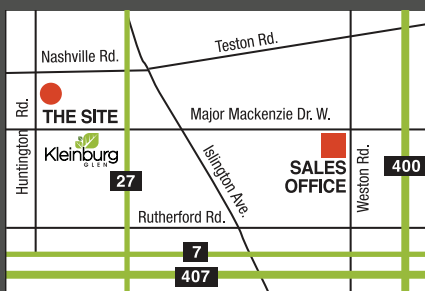 Teston Rd.
Nashville Rd.
Huntington Rd.
THE SITE
Major Mackenzie Dr. W.
Kleinburg
GLEN
27
Islington Ave.
SALES
OFFICE
Weston Rd.
400
Rutherford Rd.
7
407